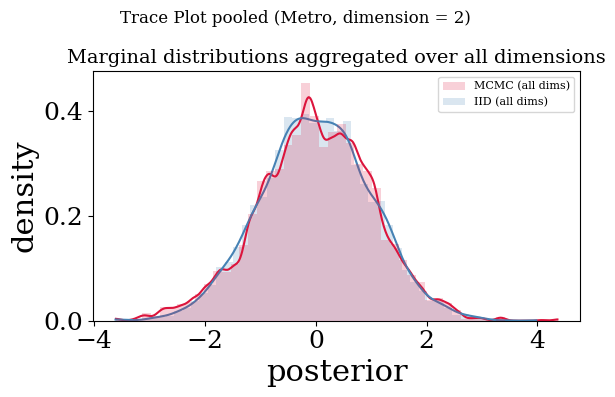 Trace Plot pooled (Metro, dimension = 2)
Marginal distributions aggregated over all dimensions
MCMC (all dims)
IID (all dims)
density
0.4
0.2
0.0
−4
−2
0
2
4
posterior